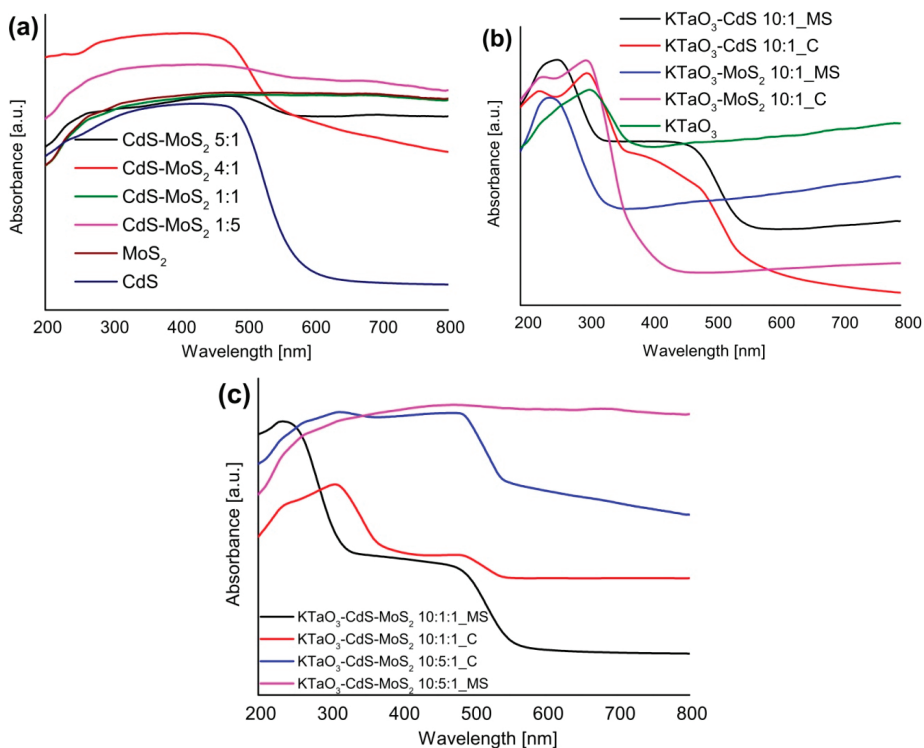 (a)
Absorbance [a.u.]
CdS-MoS₂ 5:1
CdS-MoS₂ 4:1
CdS-MoS₂ 1:1
CdS-MoS₂ 1:5
MoS₂
CdS
200 300 400 500 600 700 800
Wavelength [nm]
(b)
Absorbance [a.u.]
KTaO₃-CdS 10:1_MS
KTaO₃-CdS 10:1_C
KTaO₃-MoS₂ 10:1_MS
KTaO₃-MoS₂ 10:1_C
KTaO₃
200 300 400 500 600 700 800
Wavelength [nm]
(c)
Absorbance [a.u.]
KTaO₃-CdS-MoS₂ 10:1:1_MS
KTaO₃-CdS-MoS₂ 10:1:1_C
KTaO₃-CdS-MoS₂ 10:5:1_C
KTaO₃-CdS-MoS₂ 10:5:1_MS
200 300 400 500 600 700 800
Wavelength [nm]